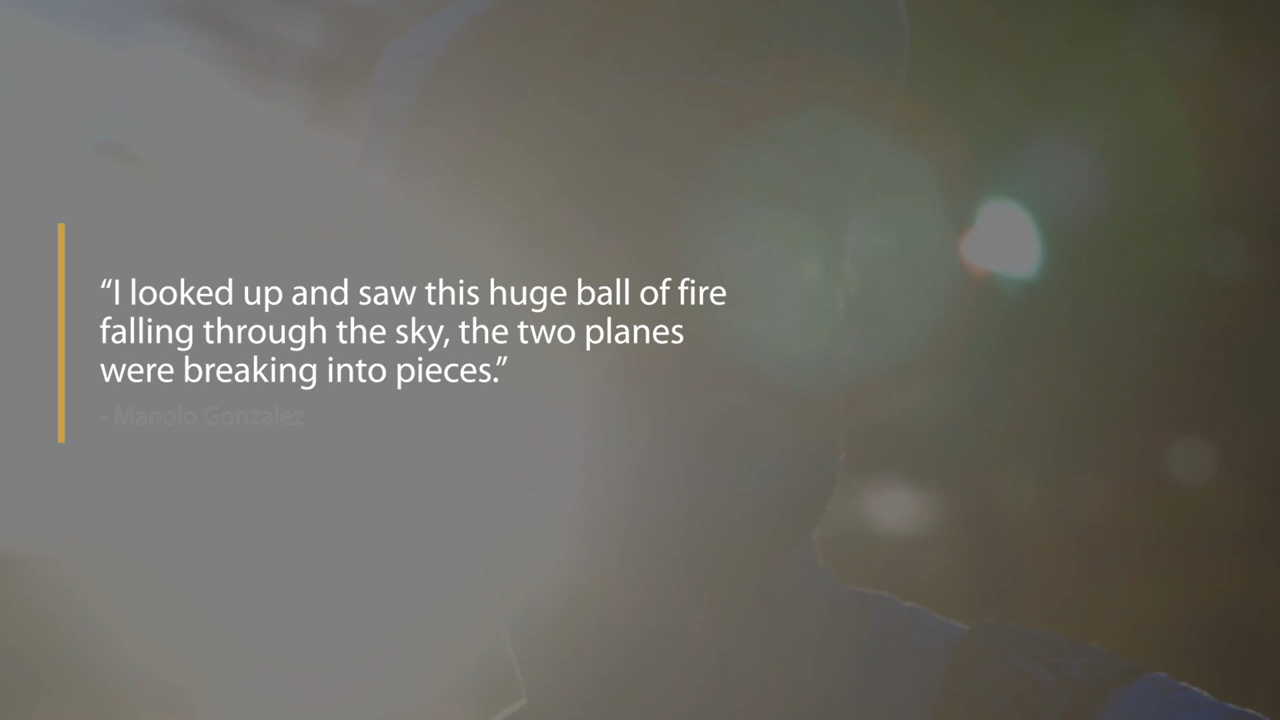 “I looked up and saw this huge ball of fire
falling through the sky, the two planes
were breaking into pieces.”
- Manolo Gonzalez